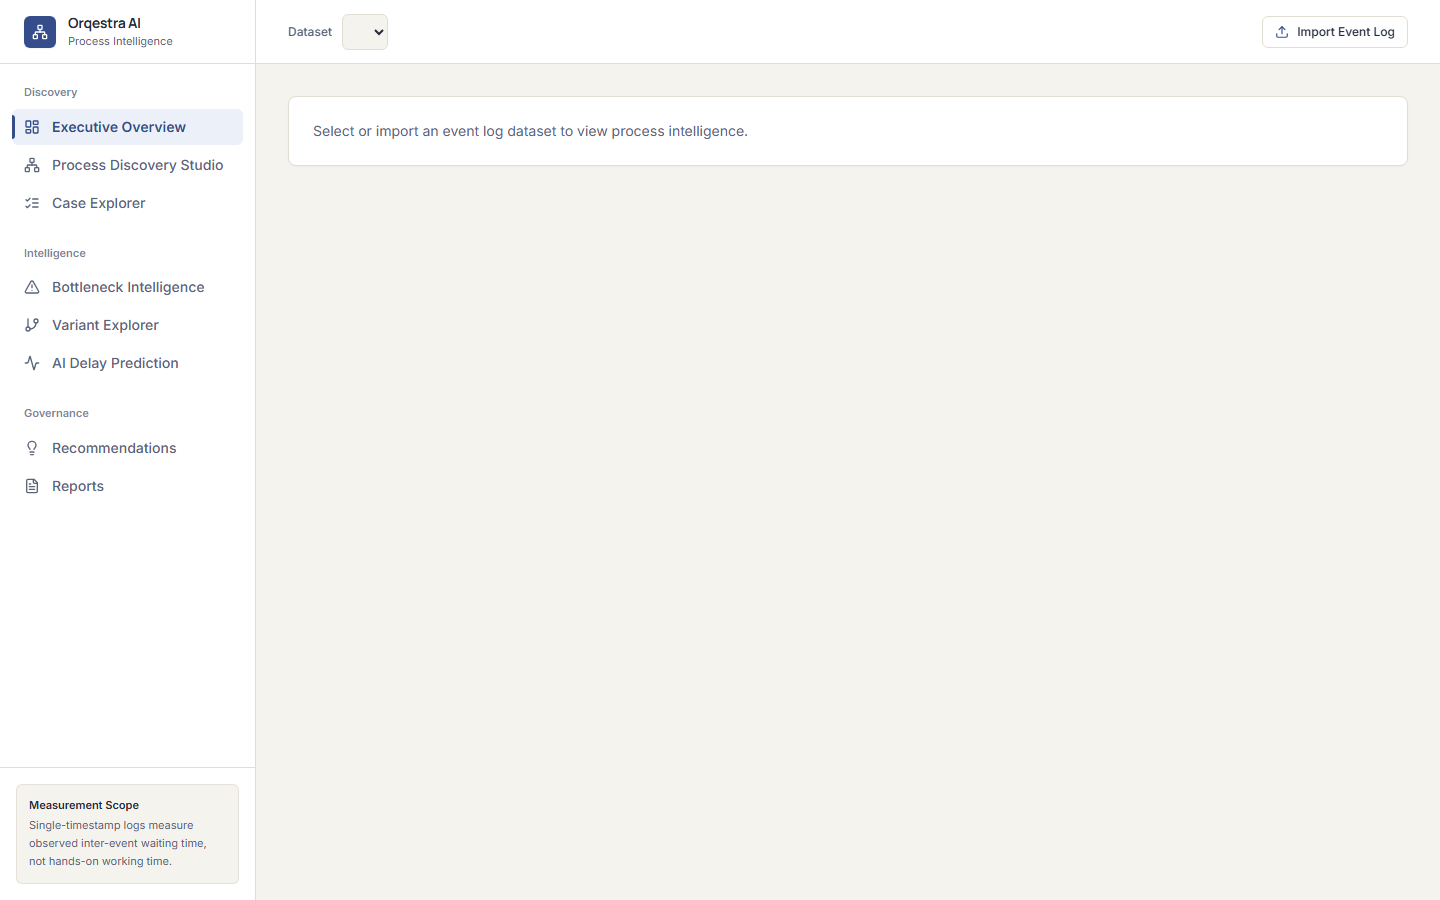 Orqestra AI
Process Intelligence
Dataset
Import Event Log
Discovery
Executive Overview
Process Discovery Studio
Case Explorer
Intelligence
Bottleneck Intelligence
Variant Explorer
AI Delay Prediction
Governance
Recommendations
Reports
Select or import an event log dataset to view process intelligence.
Measurement Scope
Single-timestamp logs measure
observed inter-event waiting time,
not hands-on working time.